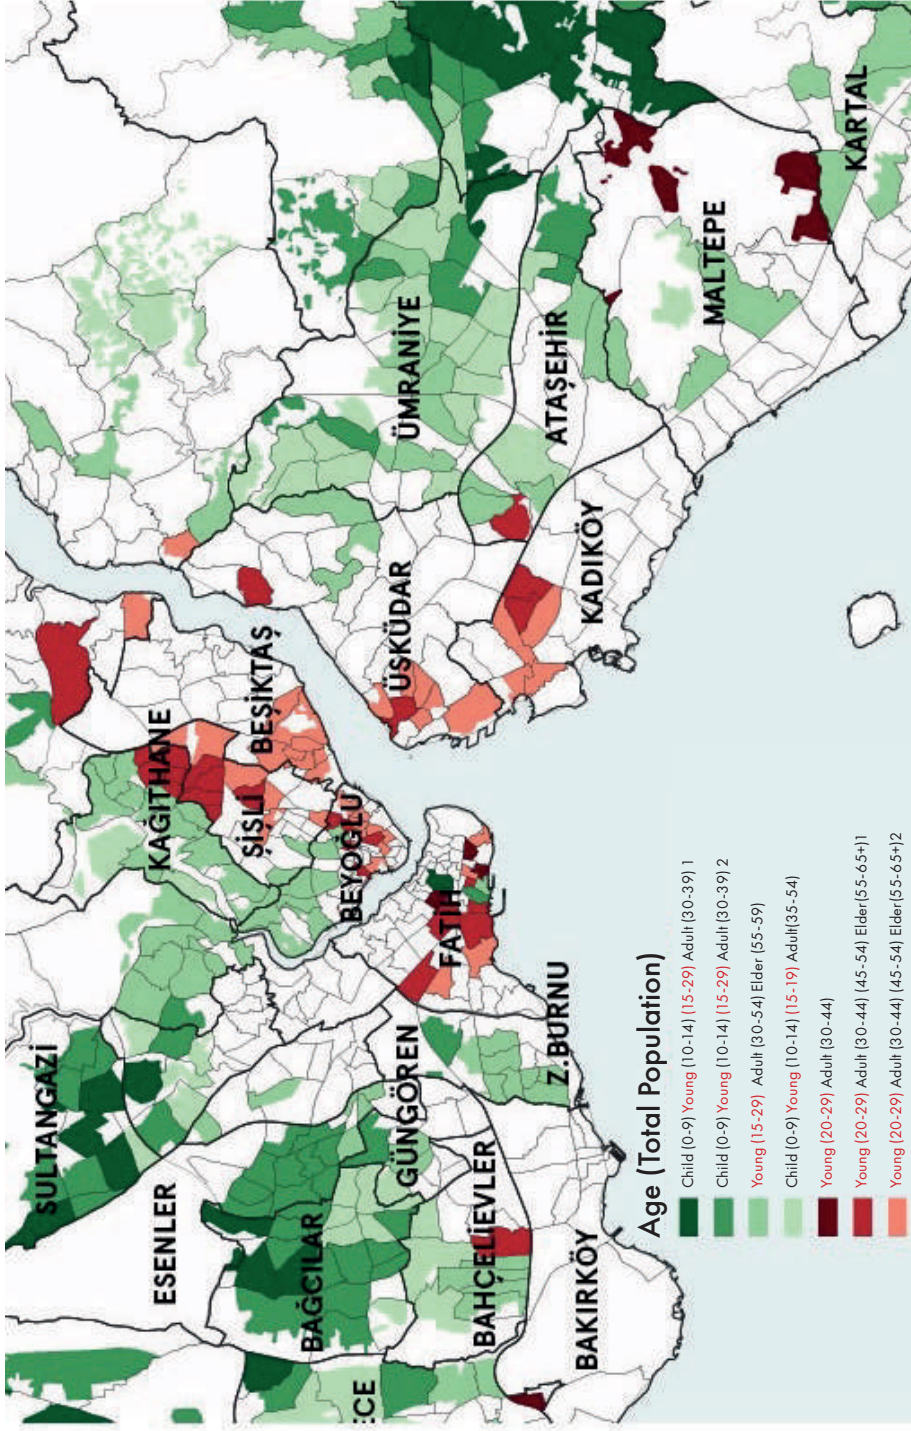 SULTANGAZİ
ESENLER
BAĞCILAR
ECE
GÜNGÖREN
BAHÇELİEVLER
BAKIRKÖY
Z.BURNU
FATİH
KAĞITHANE
ŞİŞLİ
BEYOĞLU
BEŞİKTAŞ
ÜSKÜDAR
KADIKÖY
ÜMRANİYE
ATAŞEHİR
MALTEPE
KARTAL
Age (Total Population)
Child (0-9) Young (10-14) (15-29) Adult (30-39) 1
Child (0-9) Young (10-14) (15-29) Adult (30-39) 2
Young (15-29) Adult (30-54) Elder (55-59)
Child (0-9) Young (10-14) (15-19) Adult(35-54)
Young (20-29) Adult (30-44)
Young (20-29) Adult (30-44) (45-54) Elder(55-65+)1
Young (20-29) Adult (30-44) (45-54) Elder(55-65+)2